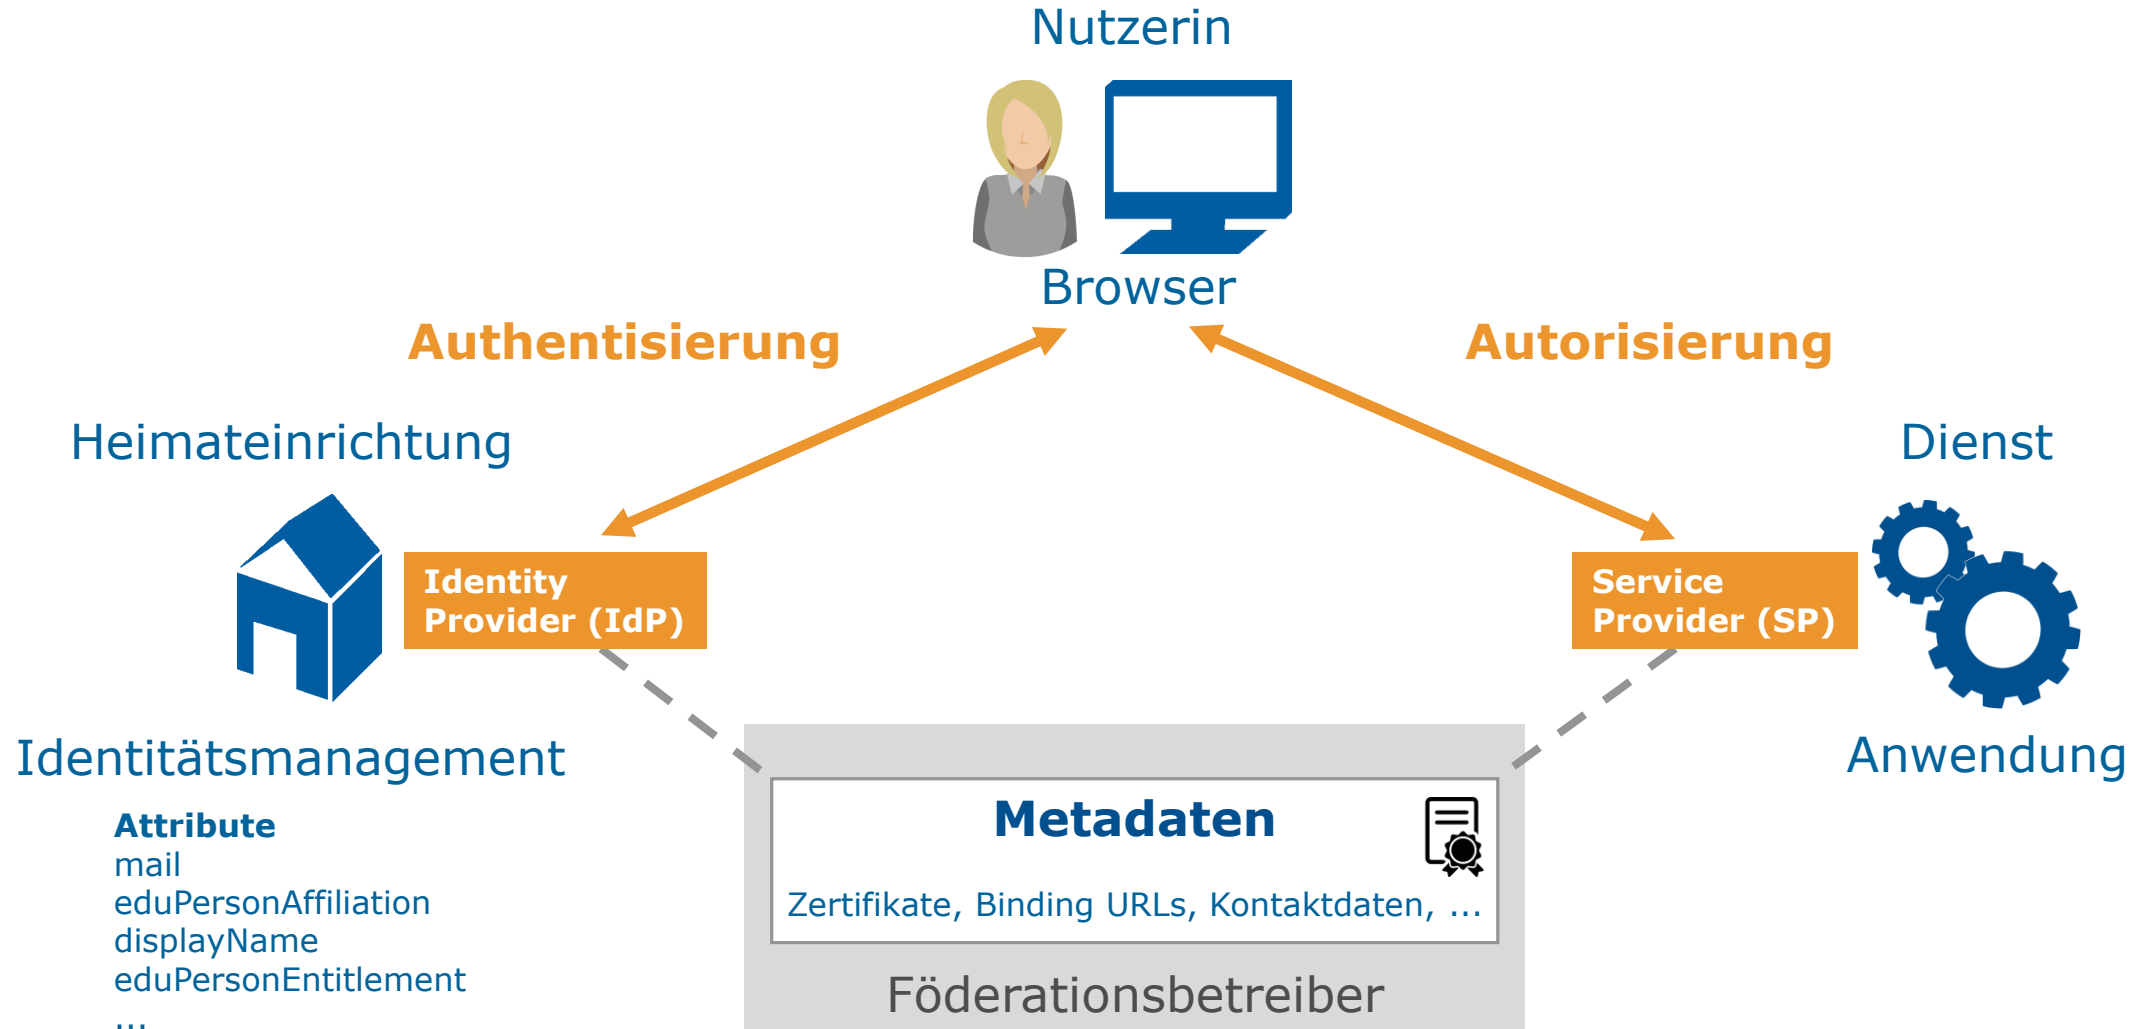 Nutzerin
Browser
Authentisierung
Autorisierung
Heimateinrichtung
Dienst
Identity
Provider (IdP)
Service
Provider (SP)
Identitätsmanagement
Anwendung
Attribute
mail
eduPersonAffiliation
displayName
eduPersonEntitlement
...
Metadaten
Zertifikate, Binding URLs, Kontaktdaten, ...
Föderationsbetreiber